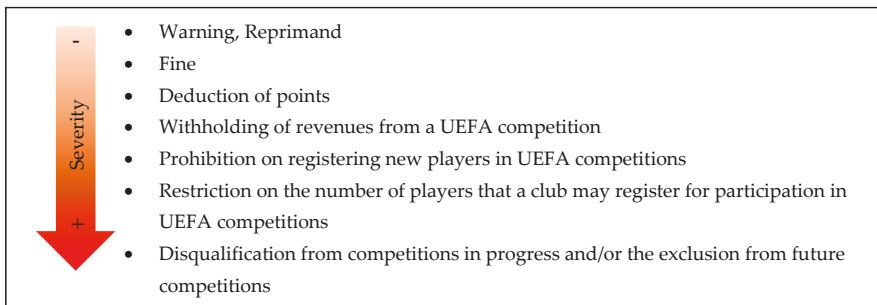 -
Severity
+
• Warning, Reprimand
• Fine
• Deduction of points
• Withholding of revenues from a UEFA competition
• Prohibition on registering new players in UEFA competitions
• Restriction on the number of players that a club may register for participation in
UEFA competitions
• Disqualification from competitions in progress and/or the exclusion from future
competitions